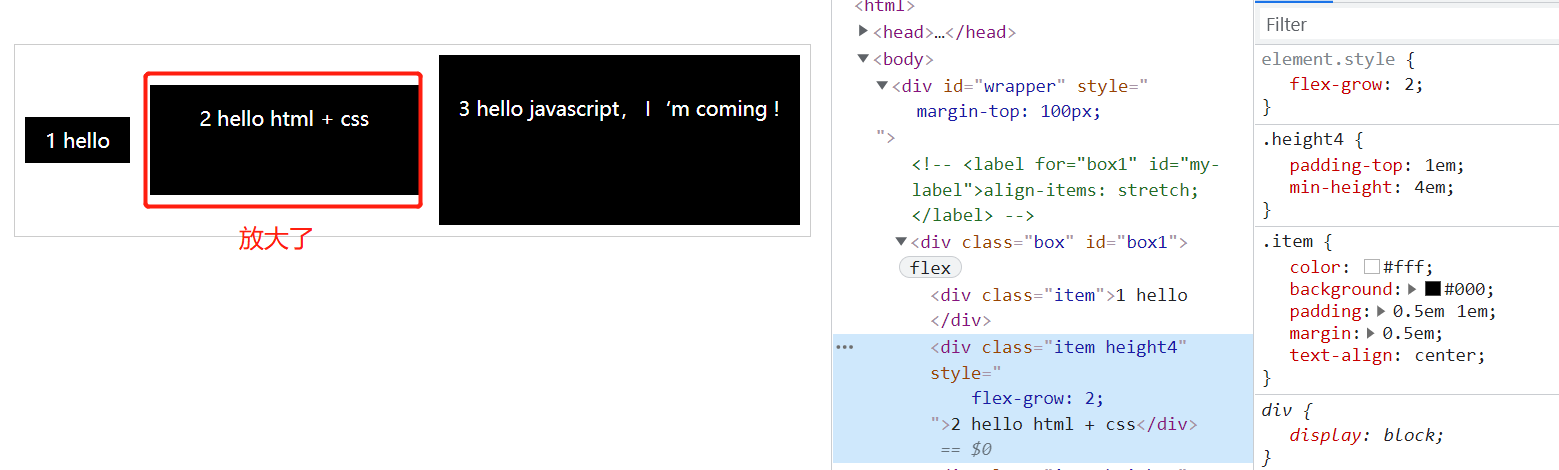 1 hello
2 hello html + css
3 hello javascript， I‘m coming !
放大了
<html>
<head>…</head>
<body>
<div id="wrapper" style="
margin-top: 100px;
">
<!-- <label for="box1" id="my-
label">align-items: stretch;
</label> -->
<div class="box" id="box1">
flex
<div class="item">1 hello
</div>
<div class="item height4"
style="
flex-grow: 2;
">2 hello html + css</div>
== $0
Filter
element.style {
flex-grow: 2;
}
.height4 {
padding-top: 1em;
min-height: 4em;
}
.item {
color: #fff;
background: #000;
padding: 0.5em 1em;
margin: 0.5em;
text-align: center;
}
div {
display: block;
}